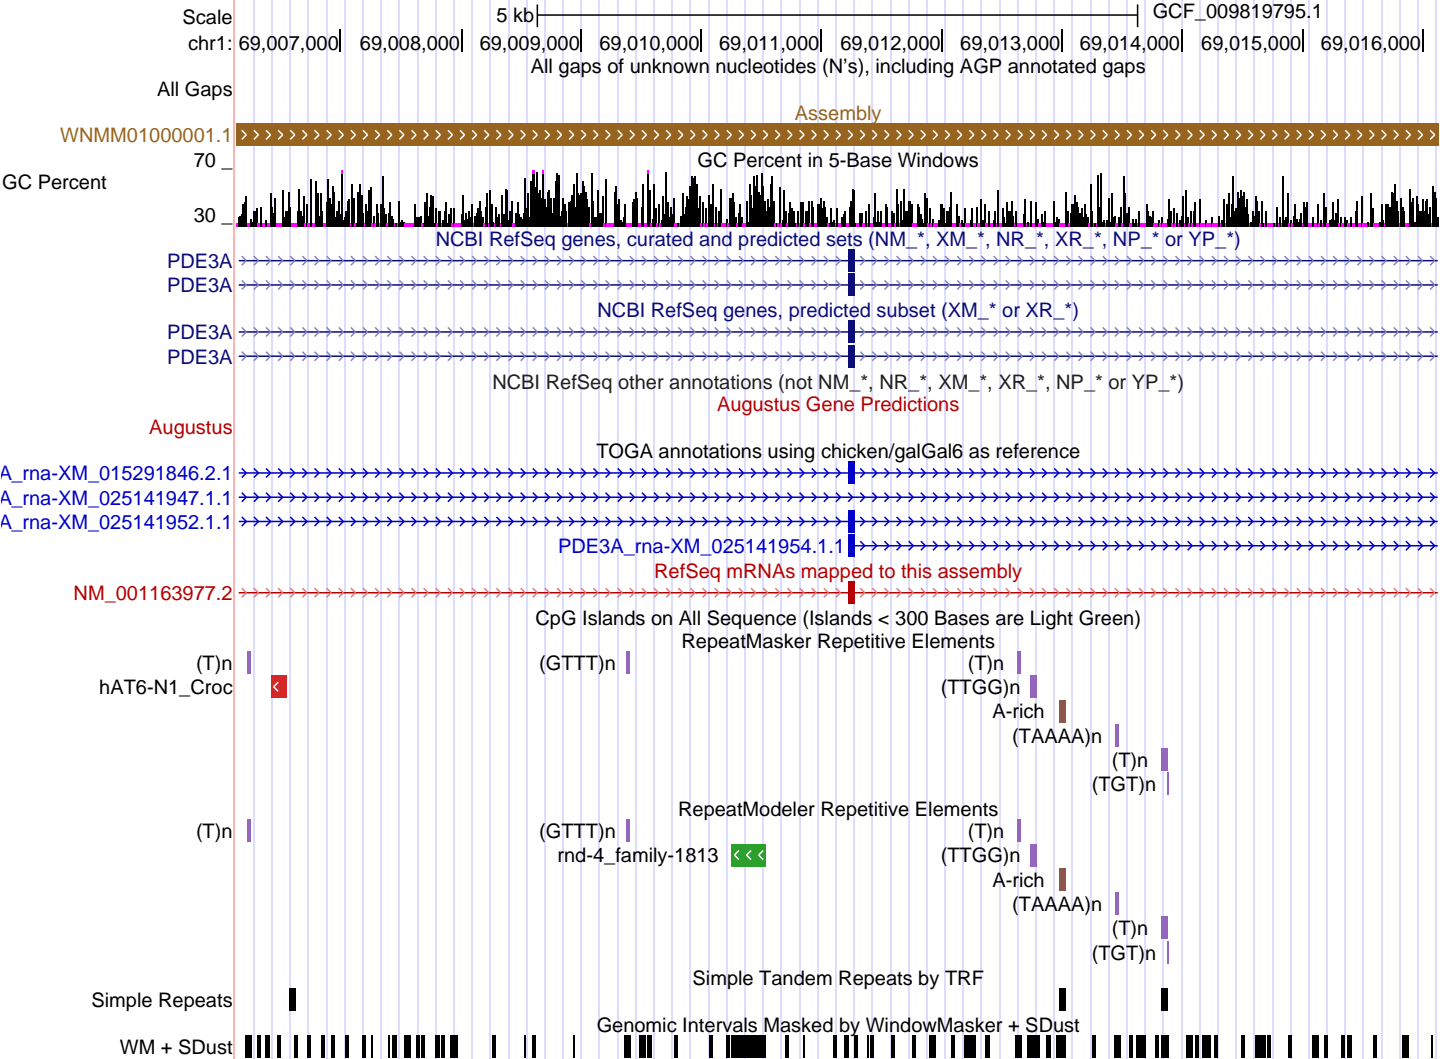 Scale 5 kb GCF_009819795.1
chr1: 69,007,000 69,008,000 69,009,000 69,010,000 69,011,000 69,012,000 69,013,000 69,014,000 69,015,000 69,016,000
All gaps of unknown nucleotides (N's), including AGP annotated gaps
All Gaps
Assembly
WNMM01000001.1
70 _ GC Percent in 5-Base Windows
GC Percent
30 _
NCBI RefSeq genes, curated and predicted sets (NM_*, XM_*, NR_*, XR_*, NP_* or YP_*)
PDE3A
PDE3A
NCBI RefSeq genes, predicted subset (XM_* or XR_*)
PDE3A
PDE3A
NCBI RefSeq other annotations (not NM_*, NR_*, XM_*, XR_*, NP_* or YP_*)
Augustus Gene Predictions
Augustus
TOGA annotations using chicken/galGal6 as reference
A_rna-XM_015291846.2.1
A_rna-XM_025141947.1.1
A_rna-XM_025141952.1.1
PDE3A_rna-XM_025141954.1.1
RefSeq mRNAs mapped to this assembly
NM_001163977.2
CpG Islands on All Sequence (Islands < 300 Bases are Light Green)
RepeatMasker Repetitive Elements
(T)n (GTTT)n (T)n
hAT6-N1_Croc (TTGG)n
A-rich
(TAAAA)n
(T)n
(TGT)n
RepeatModeler Repetitive Elements
(T)n (GTTT)n (T)n
rnd-4_family-1813 (TTGG)n
A-rich
(TAAAA)n
(T)n
(TGT)n
Simple Tandem Repeats by TRF
Simple Repeats
Genomic Intervals Masked by WindowMasker + SDust
WM + SDust